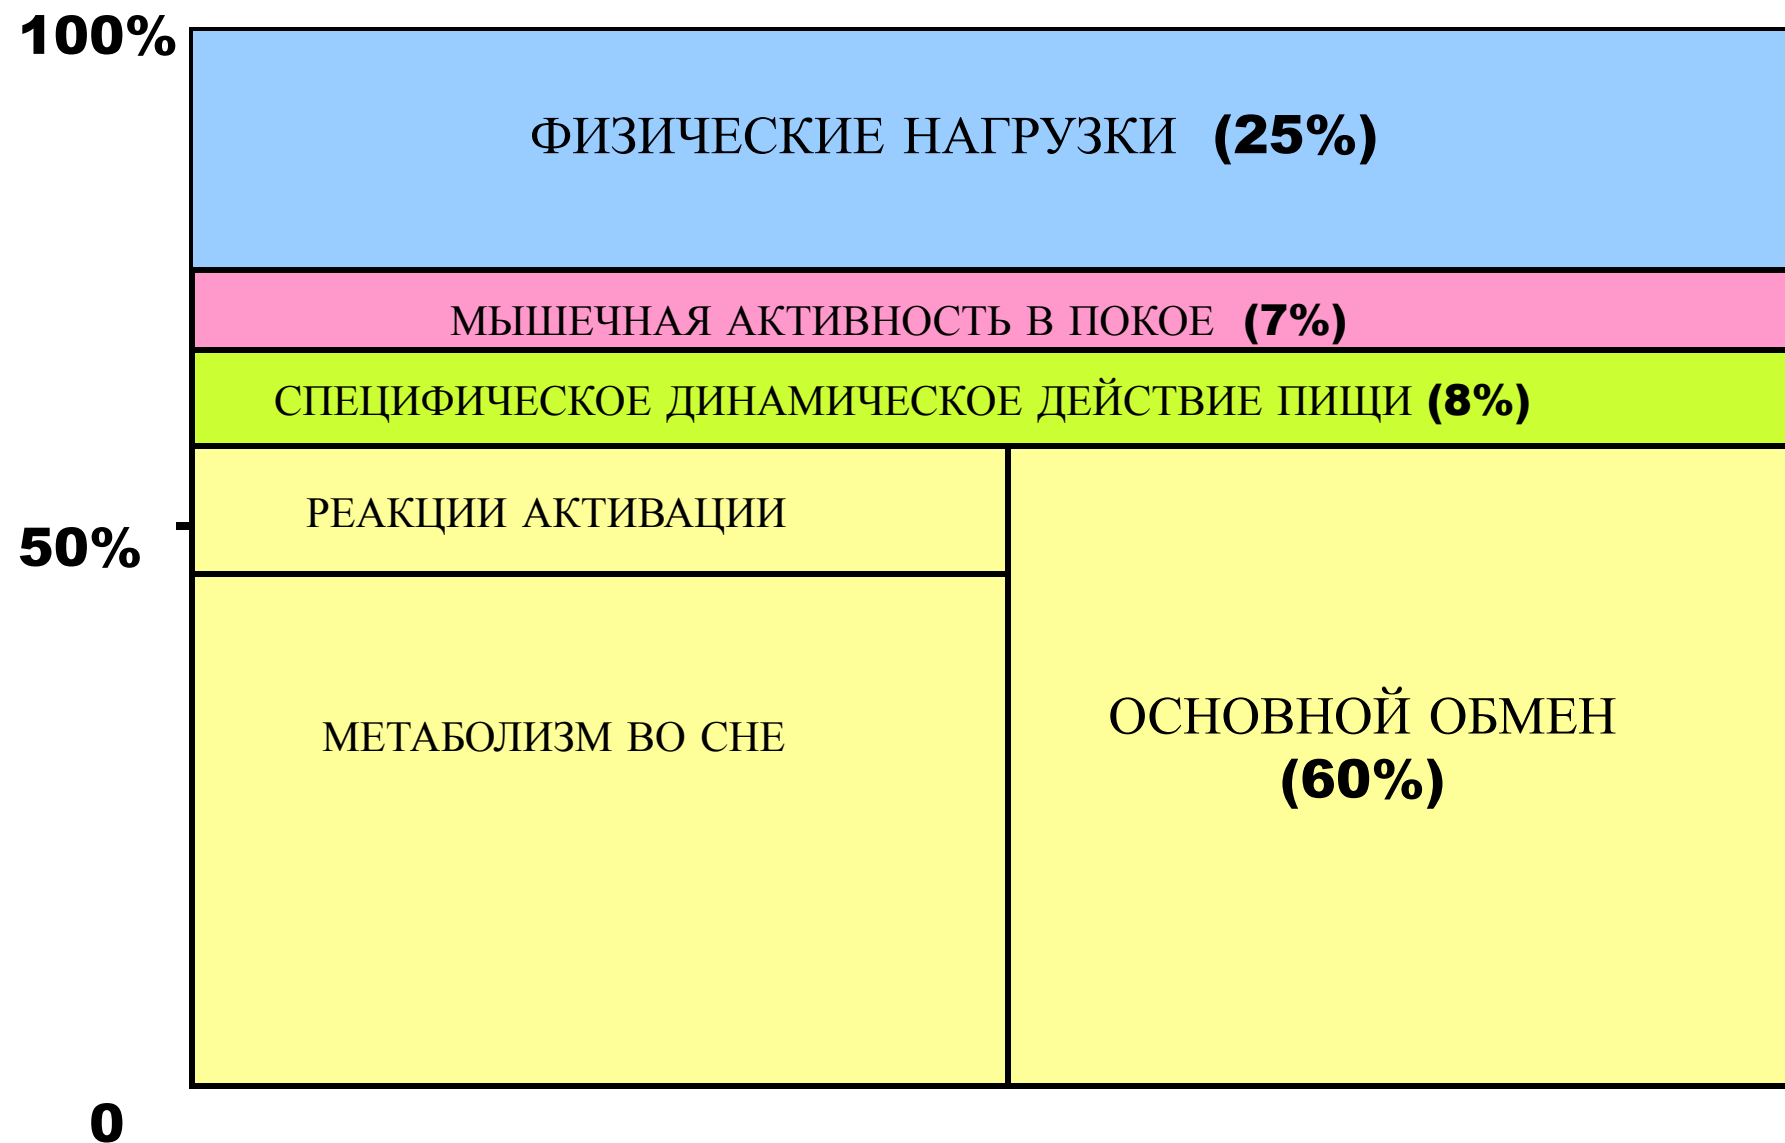 100%
ФИЗИЧЕСКИЕ НАГРУЗКИ (25%)
МЫШЕЧНАЯ АКТИВНОСТЬ В ПОКОЕ (7%)
СПЕЦИФИЧЕСКОЕ ДИНАМИЧЕСКОЕ ДЕЙСТВИЕ ПИЩИ (8%)
РЕАКЦИИ АКТИВАЦИИ
50%
МЕТАБОЛИЗМ ВО СНЕ
ОСНОВНОЙ ОБМЕН
(60%)
0